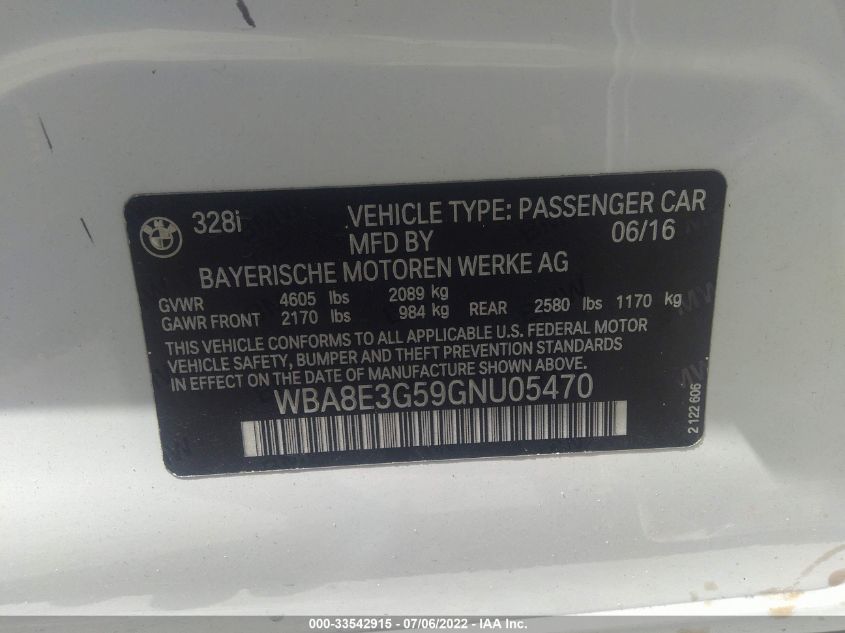 328i VEHICLE TYPE: PASSENGER CAR
MFD BY 06/16
BAYERISCHE MOTOREN WERKE AG
GVWR 4605 lbs 2089 kg
GAWR FRONT 2170 lbs 984 kg REAR 2580 lbs 1170 kg
THIS VEHICLE CONFORMS TO ALL APPLICABLE U.S. FEDERAL MOTOR
VEHICLE SAFETY, BUMPER AND THEFT PREVENTION STANDARDS
IN EFFECT ON THE DATE OF MANUFACTURE SHOWN ABOVE.
WBA8E3G59GNU05470
2 122 606
000-33542915 - 07/06/2022 - IAA Inc.